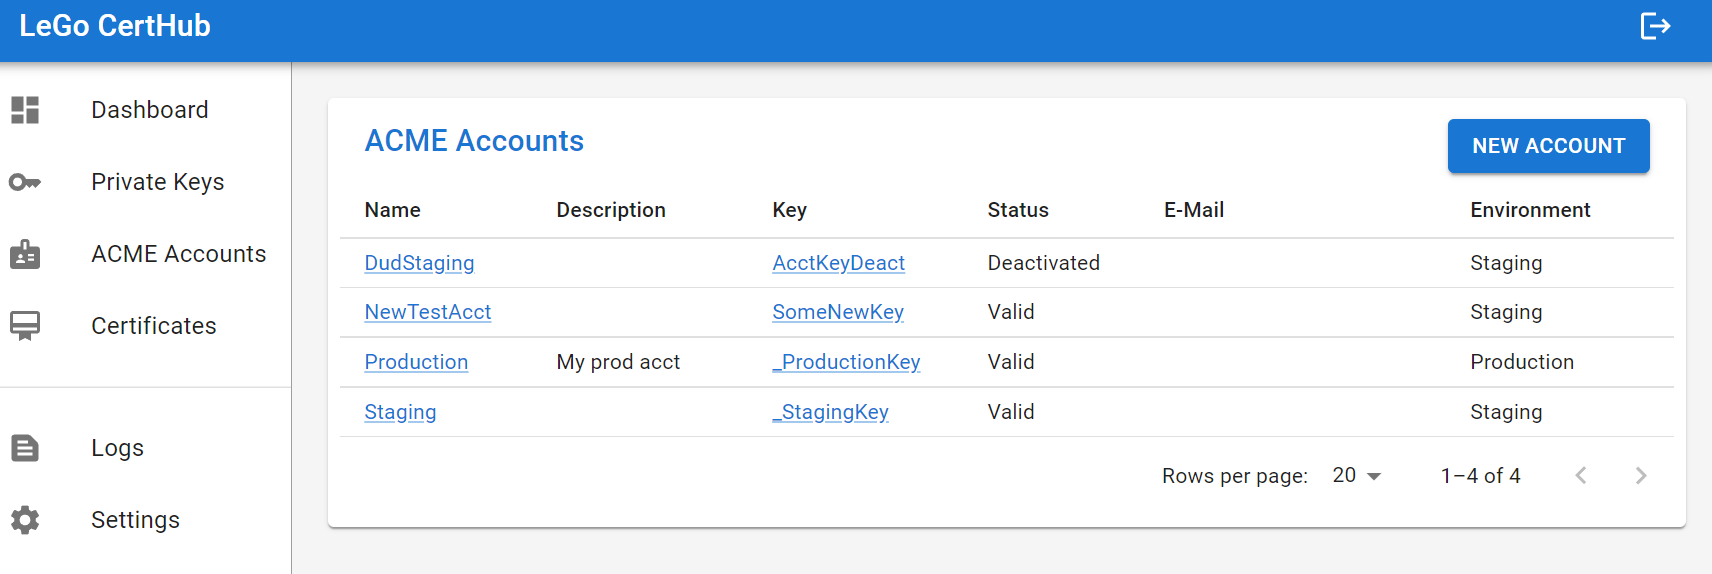 LeGo CertHub
Dashboard
Private Keys
ACME Accounts
Certificates
Logs
Settings
ACME Accounts
NEW ACCOUNT
Name Description Key Status E-Mail Environment
DudStaging AcctKeyDeact Deactivated Staging
NewTestAcct SomeNewKey Valid Staging
Production My prod acct _ProductionKey Valid Production
Staging _StagingKey Valid Staging
Rows per page: 20 1–4 of 4